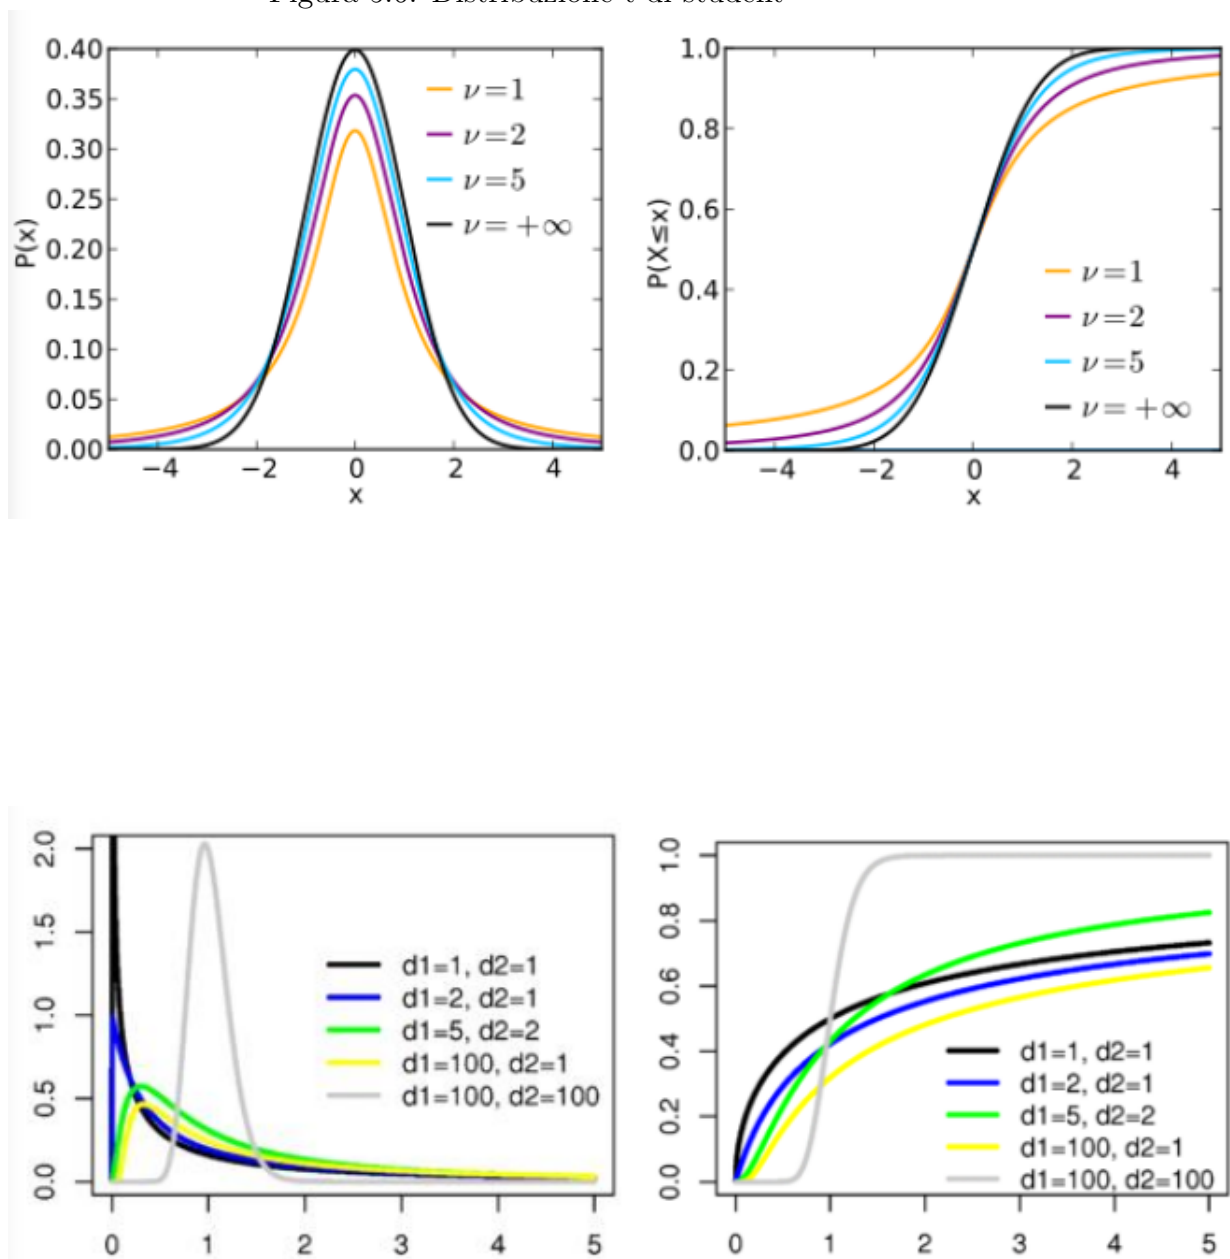 Figura 3.6: Distribuzione t di student
0.40
0.35
0.30
0.25
0.20
0.15
0.10
0.05
0.00
P(x)
ν=1
ν=2
ν=5
ν=+∞
−4 −2 0 2 4
x
1.0
0.8
0.6
0.4
0.2
0.0
P(X≤x)
ν=1
ν=2
ν=5
ν=+∞
−4 −2 0 2 4
x
2.0
1.5
1.0
0.5
0.0
d1=1, d2=1
d1=2, d2=1
d1=5, d2=2
d1=100, d2=1
d1=100, d2=100
0 1 2 3 4 5
1.0
0.8
0.6
0.4
0.2
0.0
d1=1, d2=1
d1=2, d2=1
d1=5, d2=2
d1=100, d2=1
d1=100, d2=100
0 1 2 3 4 5